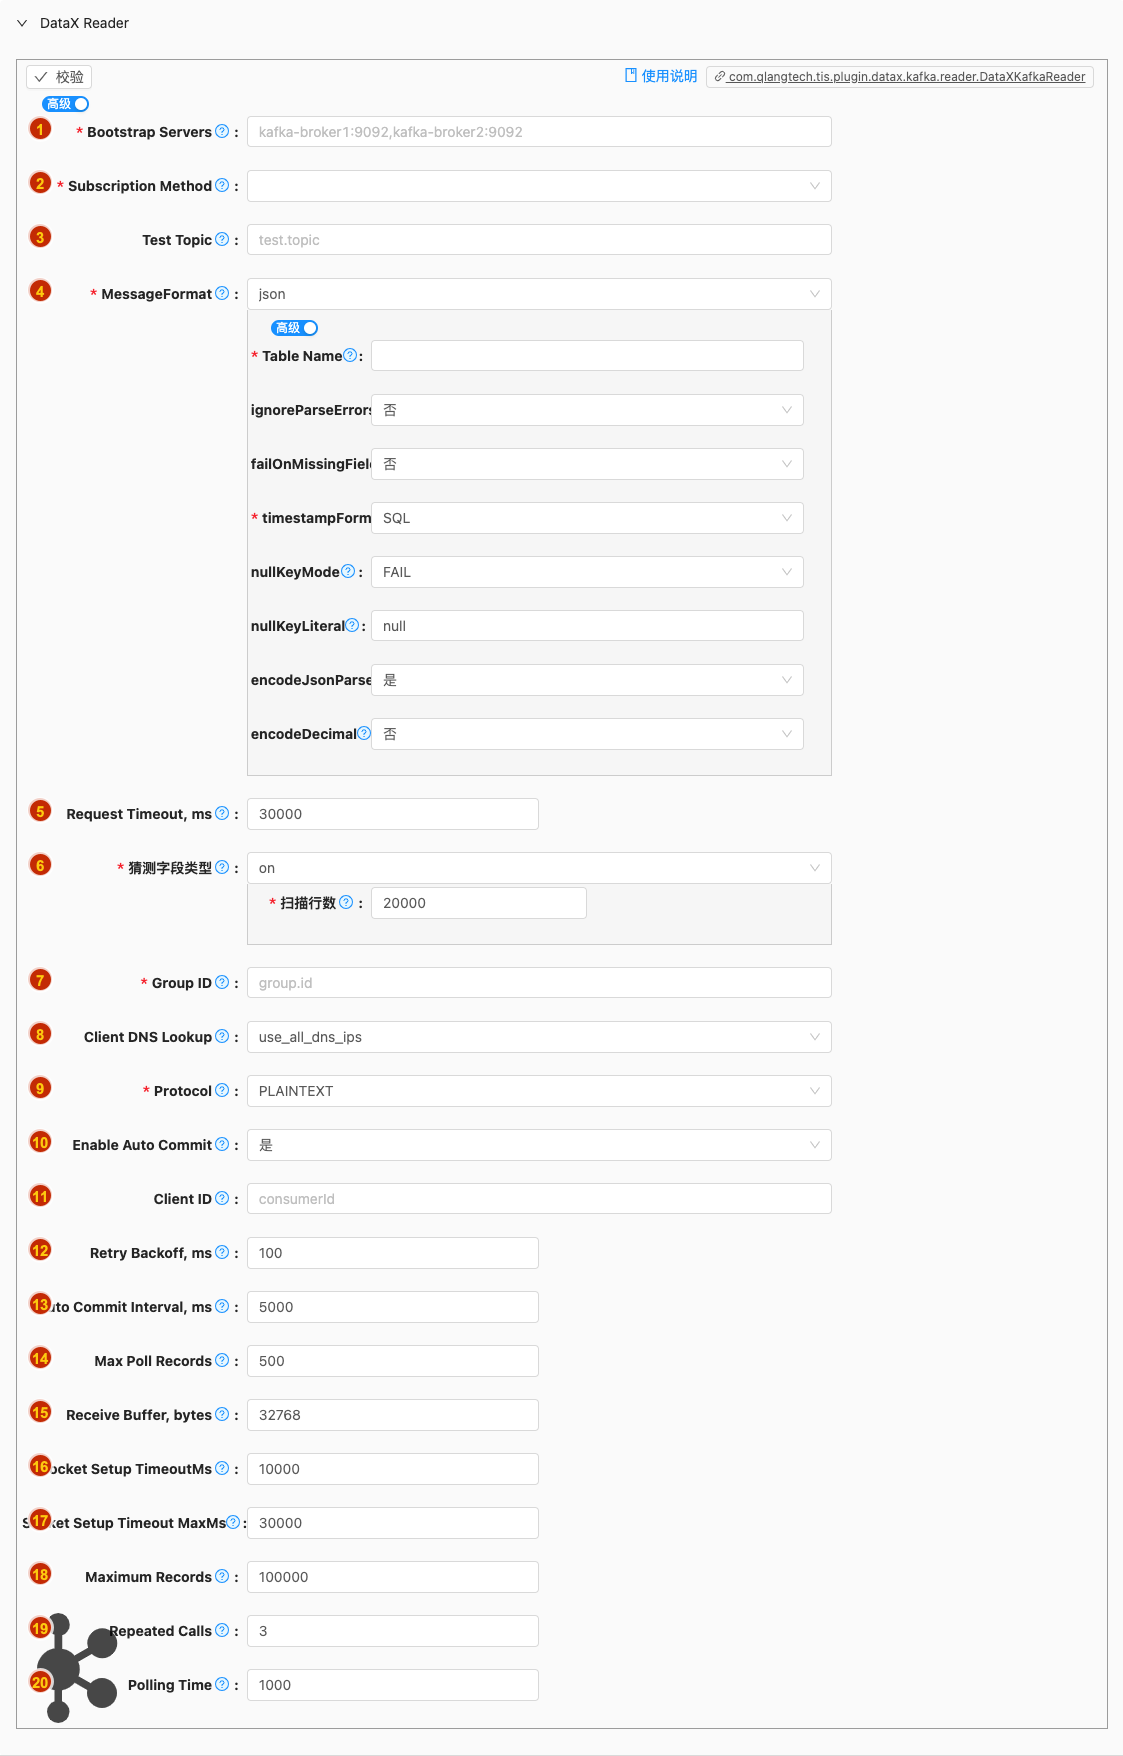 DataX Reader
校验
使用说明
com.qlangtech.tis.plugin.datax.kafka.reader.DataXKafkaReader
高级
1 * Bootstrap Servers ? : kafka-broker1:9092,kafka-broker2:9092
2 * Subscription Method ? :
3 Test Topic ? : test.topic
4 * MessageFormat ? : json
高级
* Table Name ? :
ignoreParseErrors 否
failOnMissingField 否
* timestampForm SQL
nullKeyMode ? : FAIL
nullKeyLiteral ? : null
encodeJsonParse 是
encodeDecimal ? 否
5 Request Timeout, ms ? : 30000
6 * 猜测字段类型 ? : on
* 扫描行数 ? : 20000
7 * Group ID ? : group.id
8 Client DNS Lookup ? : use_all_dns_ips
9 * Protocol ? : PLAINTEXT
10 Enable Auto Commit ? : 是
11 Client ID ? : consumerId
12 Retry Backoff, ms ? : 100
13 uto Commit Interval, ms ? : 5000
14 Max Poll Records ? : 500
15 Receive Buffer, bytes ? : 32768
16 ocket Setup TimeoutMs ? : 10000
17 Socket Setup Timeout MaxMs ? : 30000
18 Maximum Records ? : 100000
19 Repeated Calls ? : 3
20 Polling Time ? : 1000